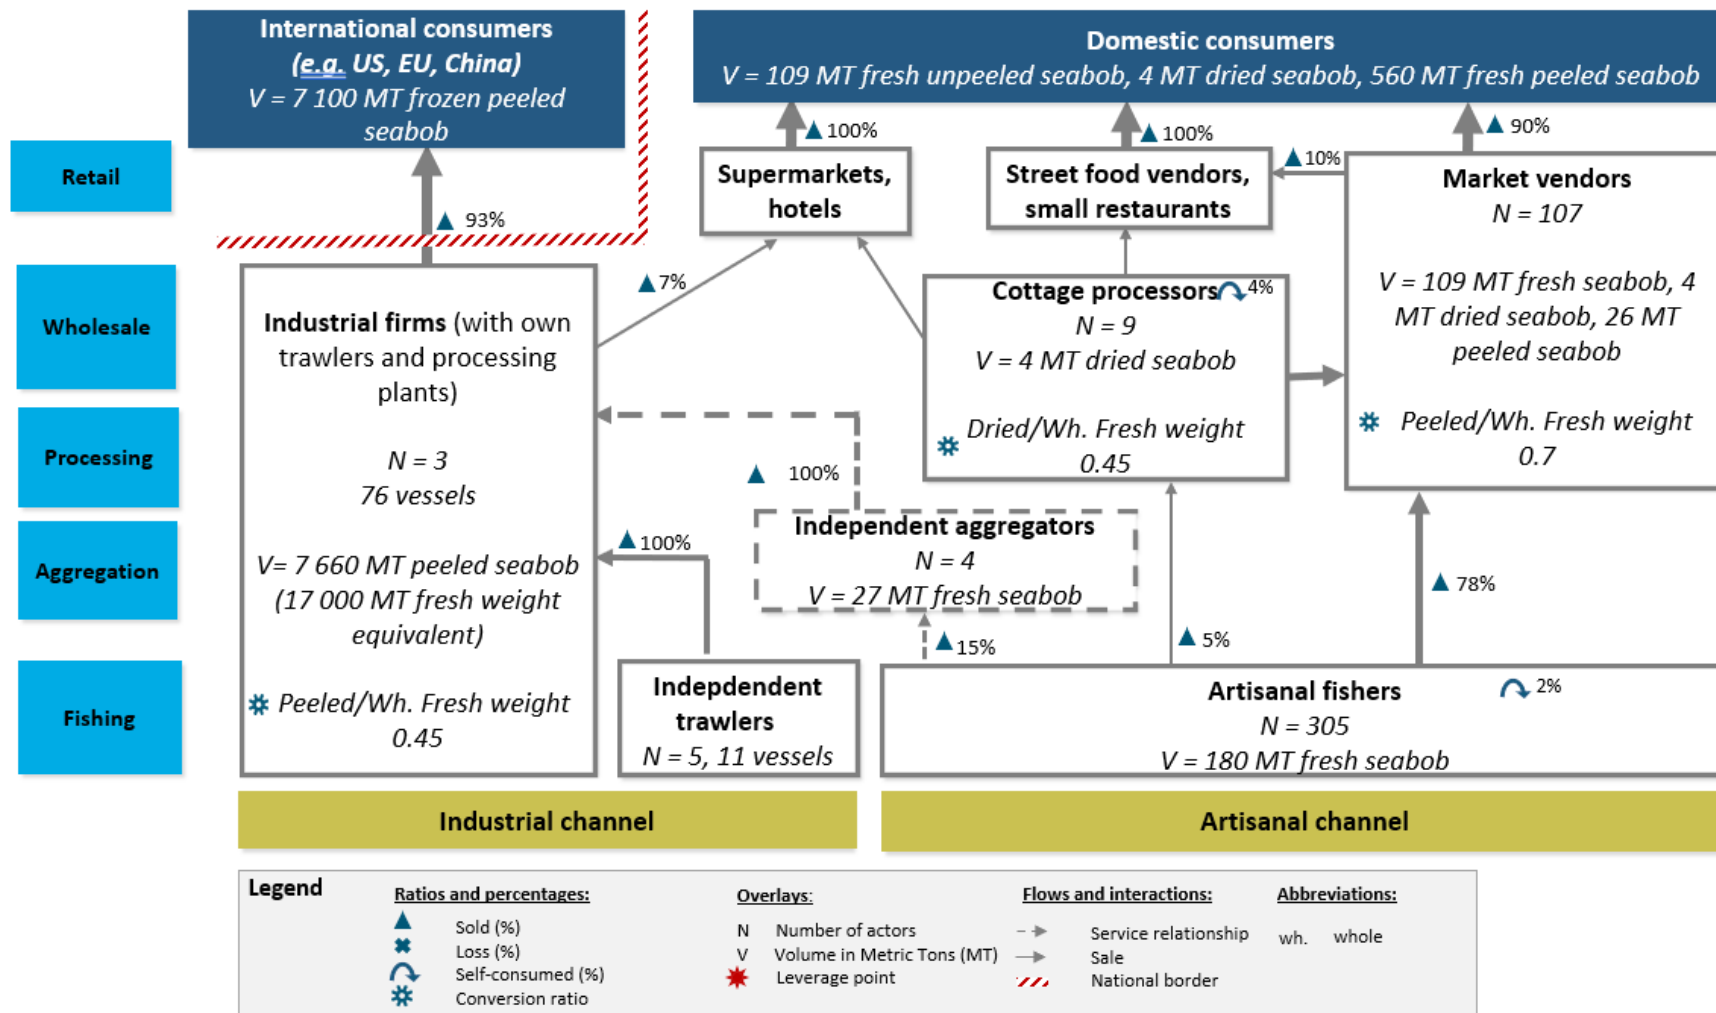 International consumers
(e.g. US, EU, China)
V = 7 100 MT frozen peeled
seabob
Domestic consumers
V = 109 MT fresh unpeeled seabob, 4 MT dried seabob, 560 MT fresh peeled seabob
93%
100%
100%
90%
10%
Retail
Supermarkets,
hotels
Street food vendors,
small restaurants
Market vendors
N = 107
V = 109 MT fresh seabob, 4
MT dried seabob, 26 MT
peeled seabob
Peeled/Wh. Fresh weight
0.7
Wholesale
7%
Industrial firms (with own
trawlers and processing
plants)
N = 3
76 vessels
V= 7 660 MT peeled seabob
(17 000 MT fresh weight
equivalent)
Peeled/Wh. Fresh weight
0.45
Cottage processors
4%
N = 9
V = 4 MT dried seabob
Dried/Wh. Fresh weight
0.45
Processing
100%
Aggregation
100%
Independent aggregators
N = 4
V = 27 MT fresh seabob
15%
5%
78%
Fishing
Indepdendent
trawlers
N = 5, 11 vessels
Artisanal fishers
2%
N = 305
V = 180 MT fresh seabob
Industrial channel
Artisanal channel
Legend
Ratios and percentages:
Sold (%)
Loss (%)
Self-consumed (%)
Conversion ratio
Overlays:
N Number of actors
V Volume in Metric Tons (MT)
Leverage point
Flows and interactions:
Service relationship
Sale
National border
Abbreviations:
wh. whole